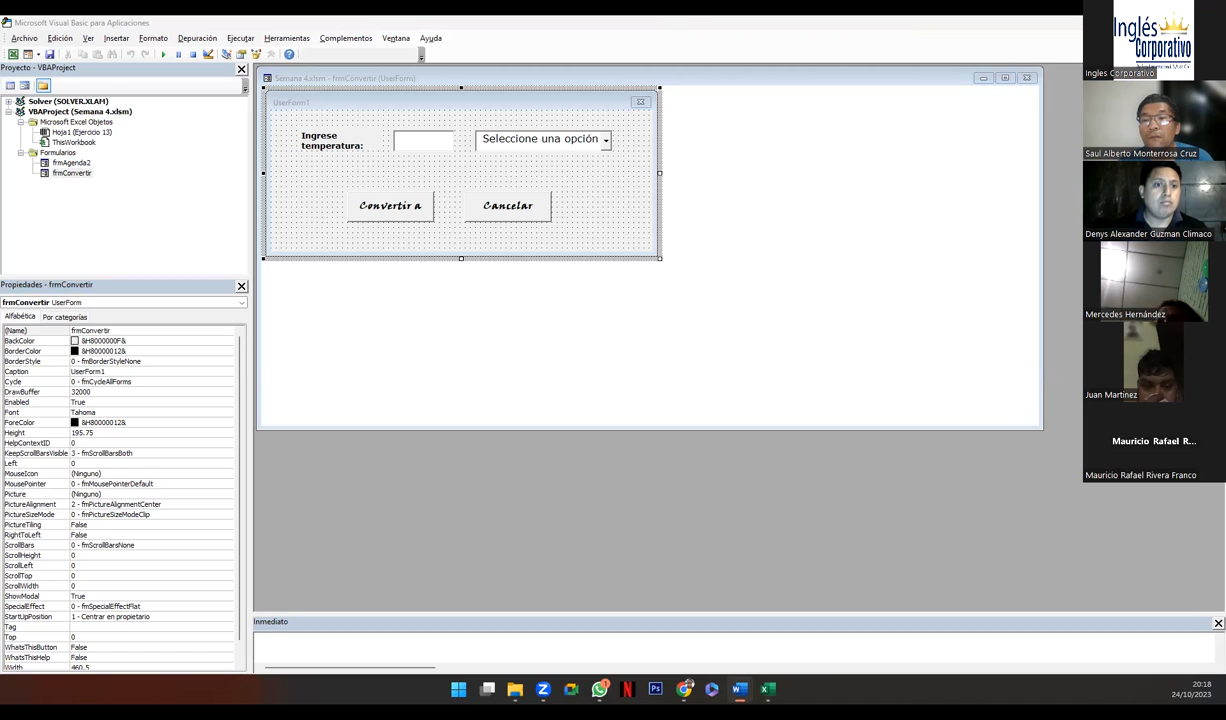 Microsoft Visual Basic para Aplicaciones
Archivo Edición Ver Insertar Formato Depuración Ejecutar Herramientas Complementos Ventana Ayuda
Proyecto - VBAProject
Solver (SOLVER.XLAM)
VBAProject (Semana 4.xlsm)
Microsoft Excel Objetos
Hoja1 (Ejercicio 13)
ThisWorkbook
Formularios
frmAgenda2
frmConvertir
Propiedades - frmConvertir
frmConvertir UserForm
Alfabética Por categorías
(Name) frmConvertir
BackColor &H8000000F&
BorderColor &H80000012&
BorderStyle 0 - fmBorderStyleNone
Caption UserForm1
Cycle 0 - fmCycleAllForms
DrawBuffer 32000
Enabled True
Font Tahoma
ForeColor &H80000012&
Height 195.75
HelpContextID 0
KeepScrollBarsVisible 3 - fmScrollBarsBoth
Left 0
MouseIcon (Ninguno)
MousePointer 0 - fmMousePointerDefault
Picture (Ninguno)
PictureAlignment 2 - fmPictureAlignmentCenter
PictureSizeMode 0 - fmPictureSizeModeClip
PictureTiling False
RightToLeft False
ScrollBars 0 - fmScrollBarsNone
ScrollHeight 0
ScrollLeft 0
ScrollTop 0
ScrollWidth 0
ShowModal True
SpecialEffect 0 - fmSpecialEffectFlat
StartUpPosition 1 - Centrar en propietario
Tag
Top 0
WhatsThisButton False
WhatsThisHelp False
Width 460.5
Semana 4.xlsm - frmConvertir (UserForm)
UserForm1
Ingrese
temperatura:
Seleccione una opción
Convertir a Cancelar
Inmediato
Inglés
Corporativo
Ingles Corporativo
Saul Alberto Monterrosa Cruz
Denys Alexander Guzman Climaco
Mercedes Hernández
Juan Martinez
Mauricio Rafael R...
Mauricio Rafael Rivera Franco
20:18
24/10/2023